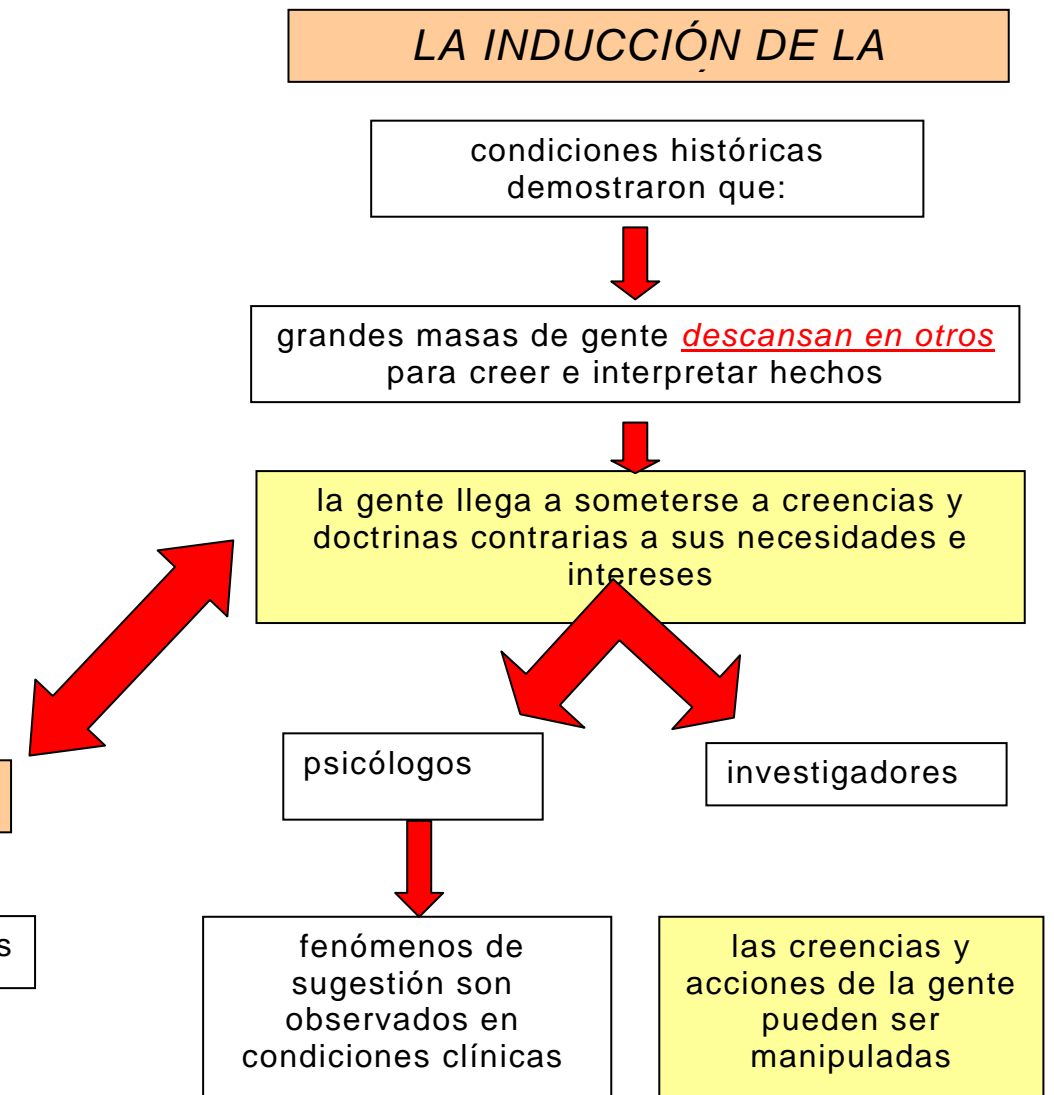 LA INDUCCIÓN DE LA
condiciones históricas
demostraron que:
grandes masas de gente descansan en otros
para creer e interpretar hechos
la gente llega a someterse a creencias y
doctrinas contrarias a sus necesidades e
intereses
psicólogos
investigadores
s
fenómenos de
sugestión son
observados en
condiciones clínicas
las creencias y
acciones de la gente
pueden ser
manipuladas